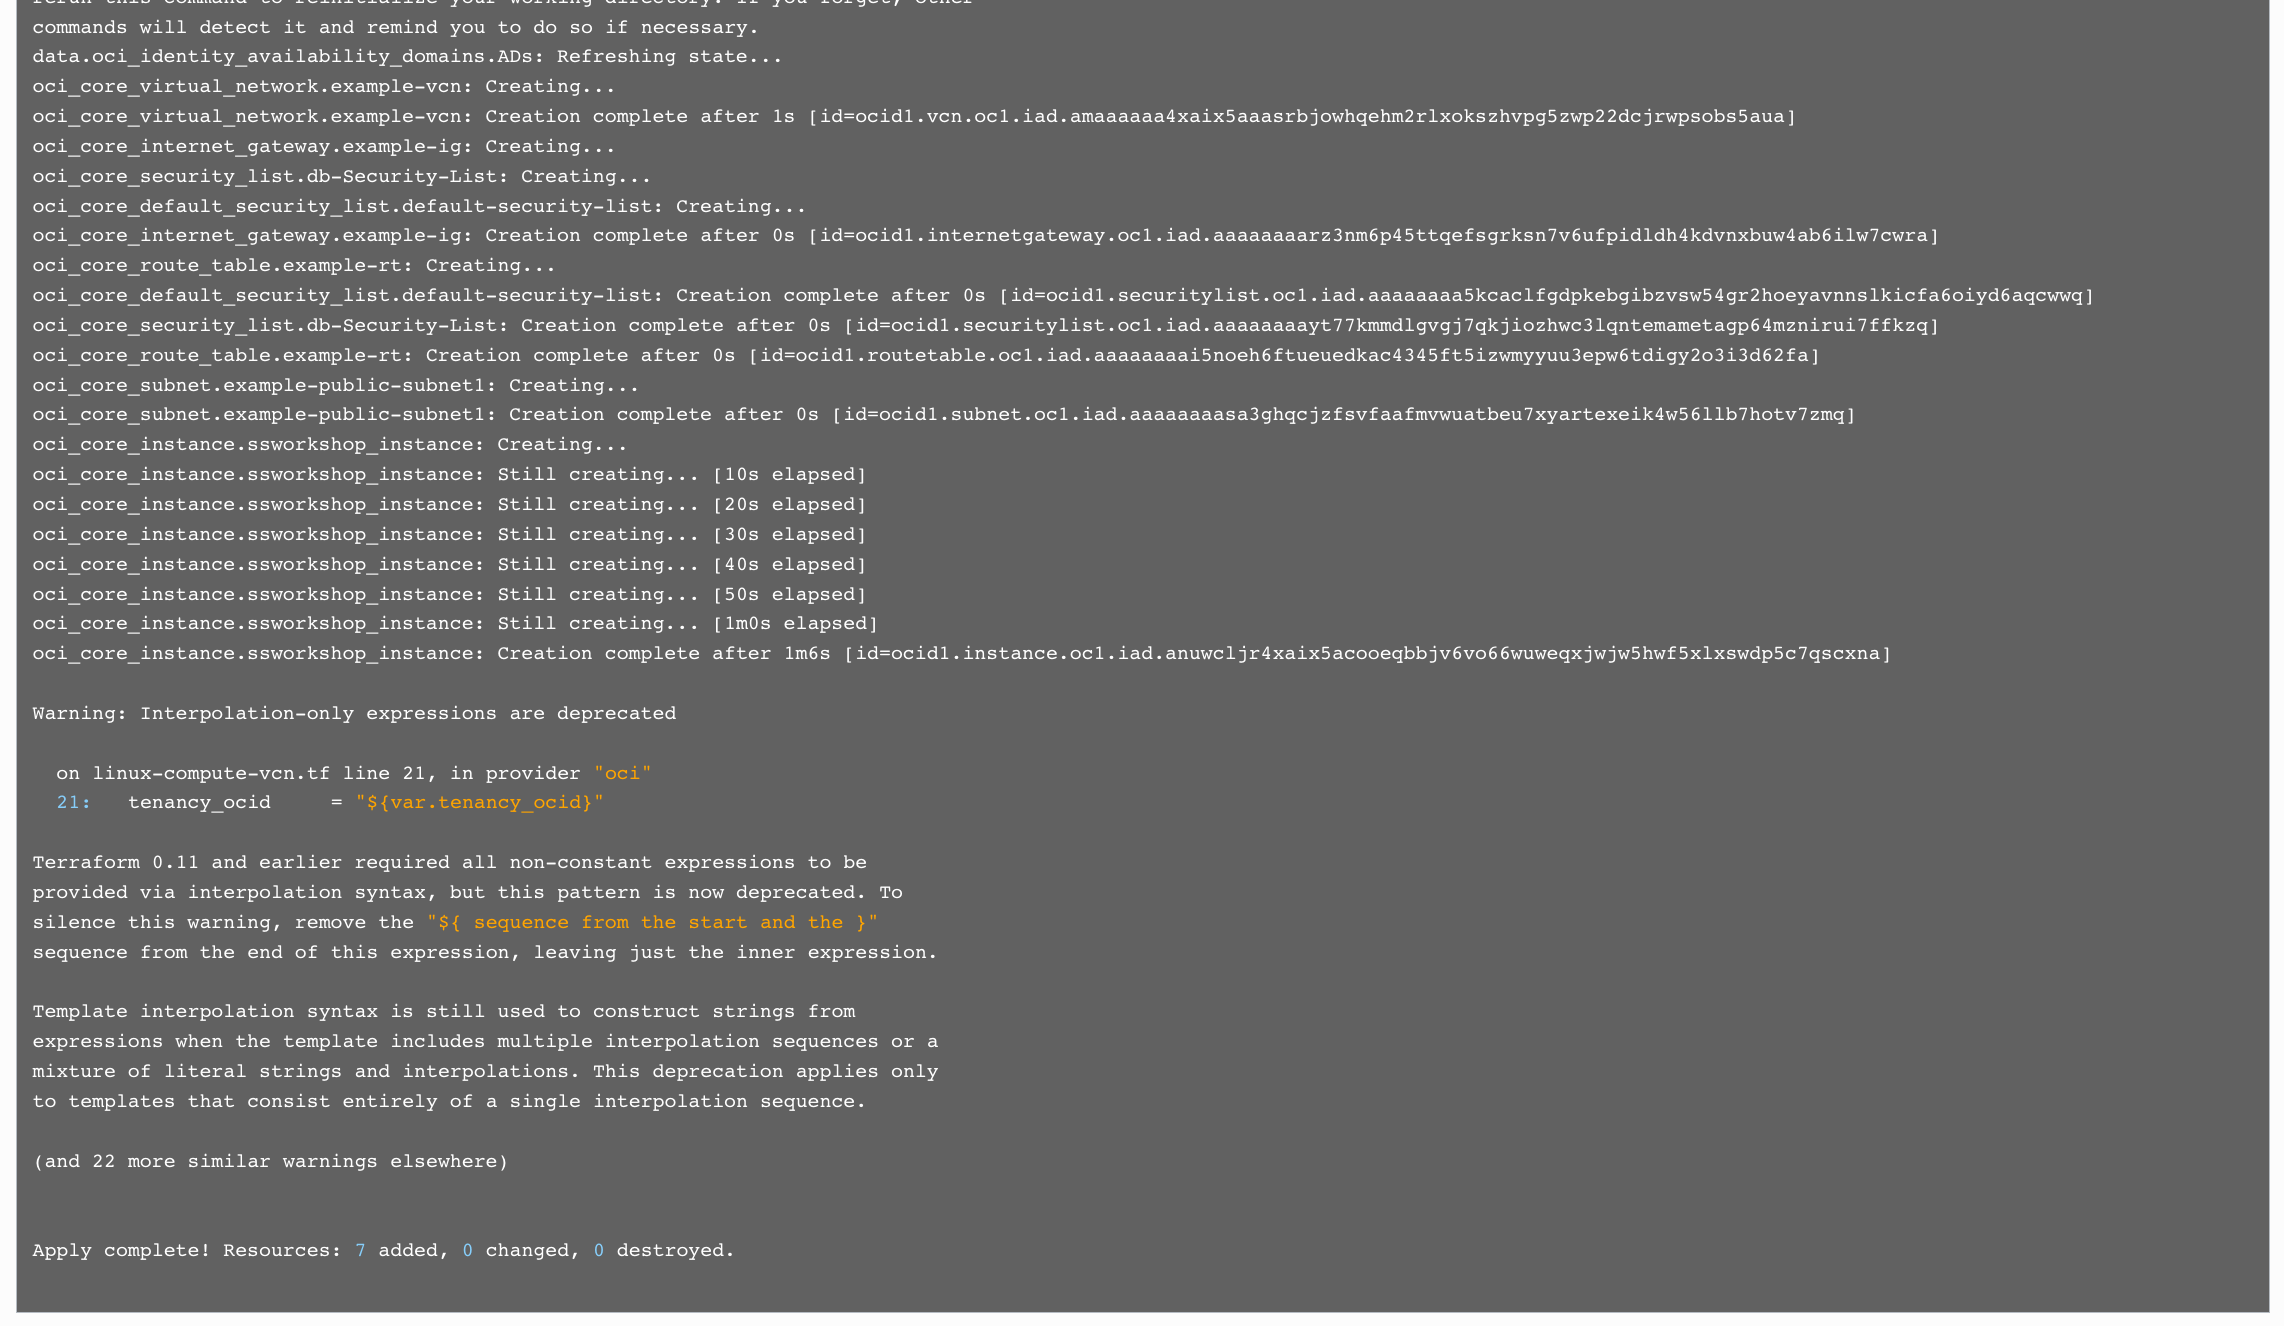 rerun this command to reinitialize your working directory. If you forget, other
commands will detect it and remind you to do so if necessary.
data.oci_identity_availability_domains.ADs: Refreshing state...
oci_core_virtual_network.example-vcn: Creating...
oci_core_virtual_network.example-vcn: Creation complete after 1s [id=ocid1.vcn.oc1.iad.amaaaaaa4xaix5aaasrbjowhqehm2rlxokszhvpg5zwp22dcjrwpsobs5aua]
oci_core_internet_gateway.example-ig: Creating...
oci_core_security_list.db-Security-List: Creating...
oci_core_default_security_list.default-security-list: Creating...
oci_core_internet_gateway.example-ig: Creation complete after 0s [id=ocid1.internetgateway.oc1.iad.aaaaaaaarz3nm6p45ttqefsgrksn7v6ufpidldh4kdvnxbuw4ab6ilw7cwra]
oci_core_route_table.example-rt: Creating...
oci_core_default_security_list.default-security-list: Creation complete after 0s [id=ocid1.securitylist.oc1.iad.aaaaaaaa5kcaclfgdpkebgibzvsw54gr2hoeyavnnslkicfa6oiyd6aqcwwq]
oci_core_security_list.db-Security-List: Creation complete after 0s [id=ocid1.securitylist.oc1.iad.aaaaaaaayt77kmmdlgvgj7qkjiozhwc3lqntemametagp64mznirui7ffkzq]
oci_core_route_table.example-rt: Creation complete after 0s [id=ocid1.routetable.oc1.iad.aaaaaaaai5noeh6ftueuedkac4345ft5izwmyyuu3epw6tdigy2o3i3d62fa]
oci_core_subnet.example-public-subnet1: Creating...
oci_core_subnet.example-public-subnet1: Creation complete after 0s [id=ocid1.subnet.oc1.iad.aaaaaaaasa3ghqcjzfsvfaafmvwuatbeu7xyartexeik4w56llb7hotv7zmq]
oci_core_instance.ssworkshop_instance: Creating...
oci_core_instance.ssworkshop_instance: Still creating... [10s elapsed]
oci_core_instance.ssworkshop_instance: Still creating... [20s elapsed]
oci_core_instance.ssworkshop_instance: Still creating... [30s elapsed]
oci_core_instance.ssworkshop_instance: Still creating... [40s elapsed]
oci_core_instance.ssworkshop_instance: Still creating... [50s elapsed]
oci_core_instance.ssworkshop_instance: Still creating... [1m0s elapsed]
oci_core_instance.ssworkshop_instance: Creation complete after 1m6s [id=ocid1.instance.oc1.iad.anuwcljr4xaix5acooeqbbjv6vo66wuweqxjwjw5hwf5xlxswdp5c7qscxna]
Warning: Interpolation-only expressions are deprecated
on linux-compute-vcn.tf line 21, in provider "oci"
21:   tenancy_ocid     = "${var.tenancy_ocid}"
Terraform 0.11 and earlier required all non-constant expressions to be
provided via interpolation syntax, but this pattern is now deprecated. To
silence this warning, remove the "${ sequence from the start and the }"
sequence from the end of this expression, leaving just the inner expression.
Template interpolation syntax is still used to construct strings from
expressions when the template includes multiple interpolation sequences or a
mixture of literal strings and interpolations. This deprecation applies only
to templates that consist entirely of a single interpolation sequence.
(and 22 more similar warnings elsewhere)
Apply complete! Resources: 7 added, 0 changed, 0 destroyed.